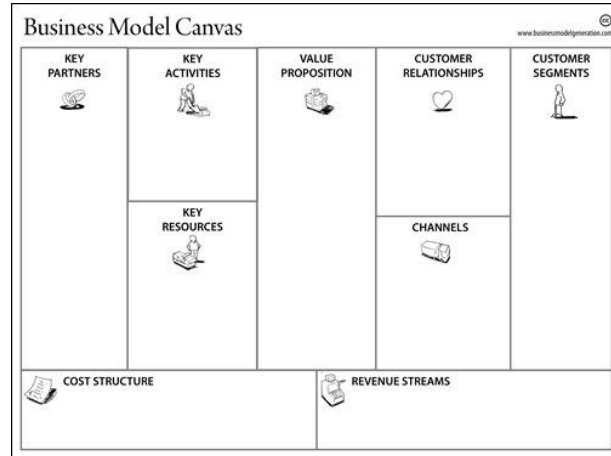 Business Model Canvas
www.businessmodelgeneration.com
KEY
PARTNERS
KEY
ACTIVITIES
VALUE
PROPOSITION
CUSTOMER
RELATIONSHIPS
CUSTOMER
SEGMENTS
KEY
RESOURCES
CHANNELS
COST STRUCTURE
REVENUE STREAMS